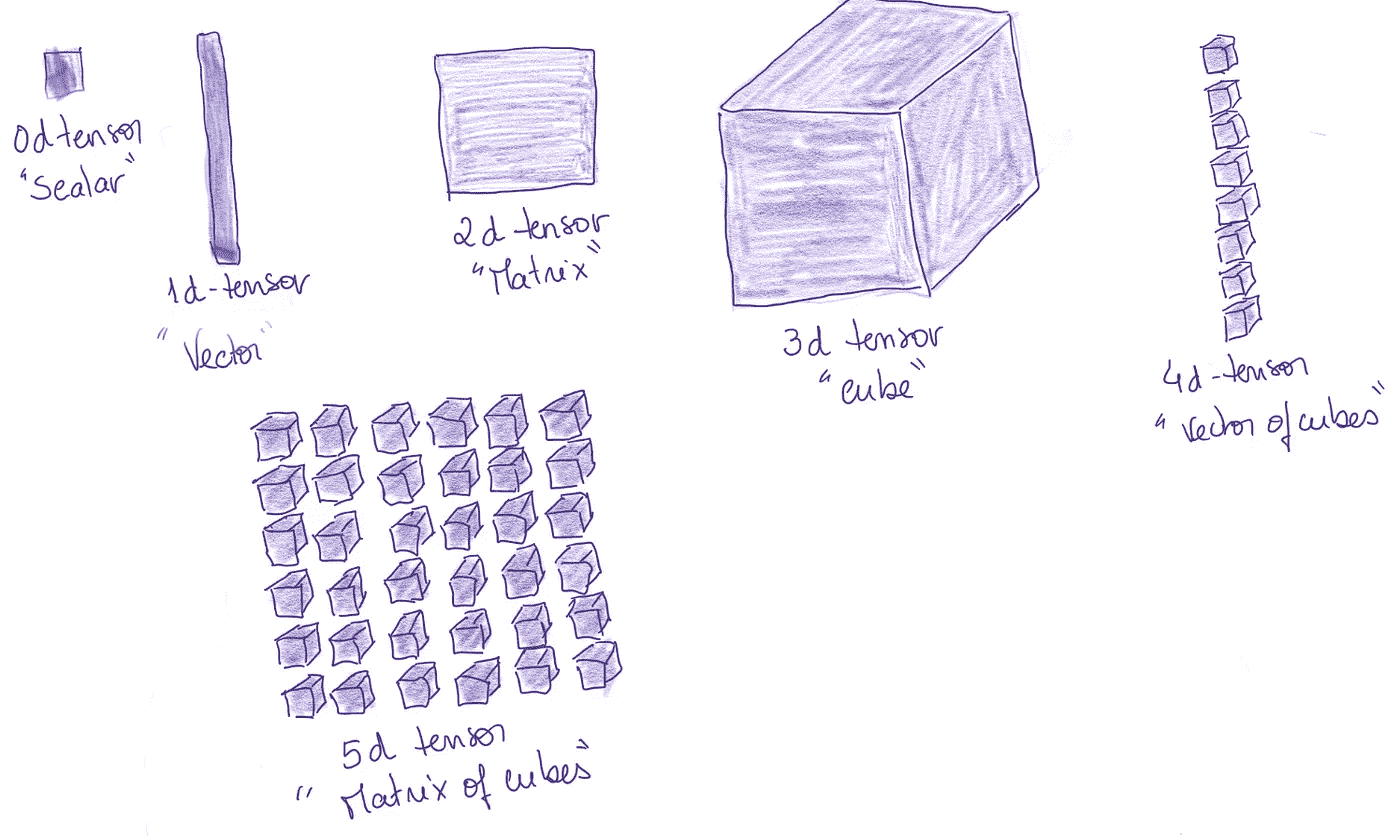 0d tensor
"Scalar"
1d-tensor
"Vector"
2d tensor
"Matrix"
3d tensor
"cube"
4d-tensor
"vector of cubes"
5d tensor
"Matrix of cubes"